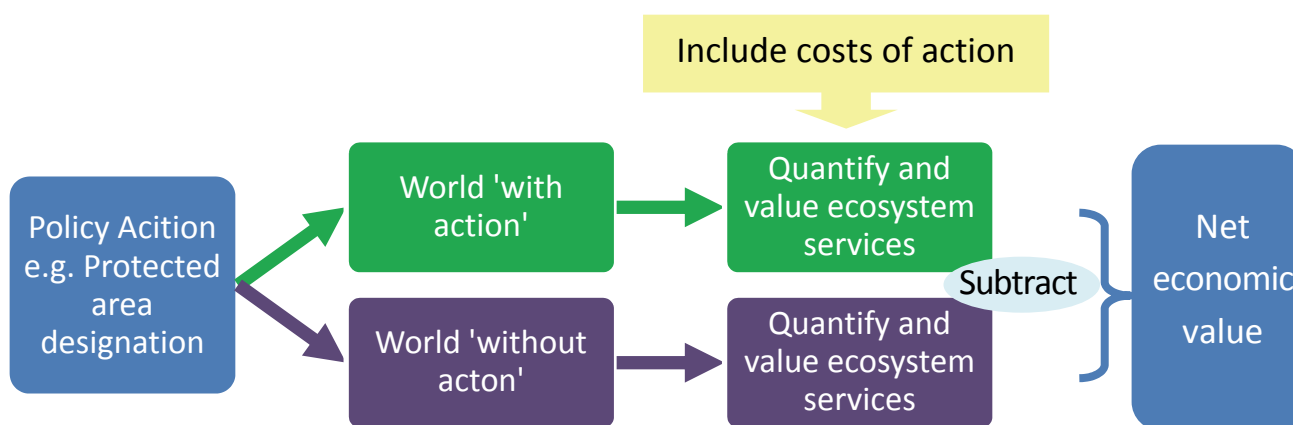 Include costs of action
Policy Acition
e.g. Protected
area
designation
World 'with
action'
Quantify and
value ecosystem
services
World 'without
acton'
Quantify and
value ecosystem
services
Subtract
Net
economic
value